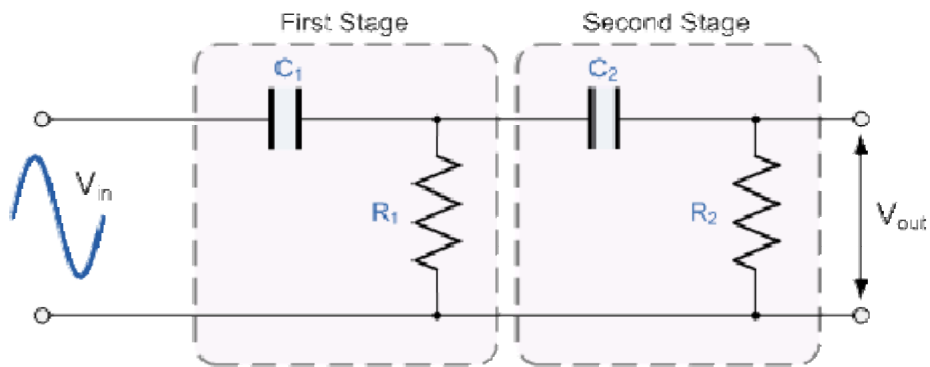 First Stage
Second Stage
C1
C2
Vin
R1
R2
Vout